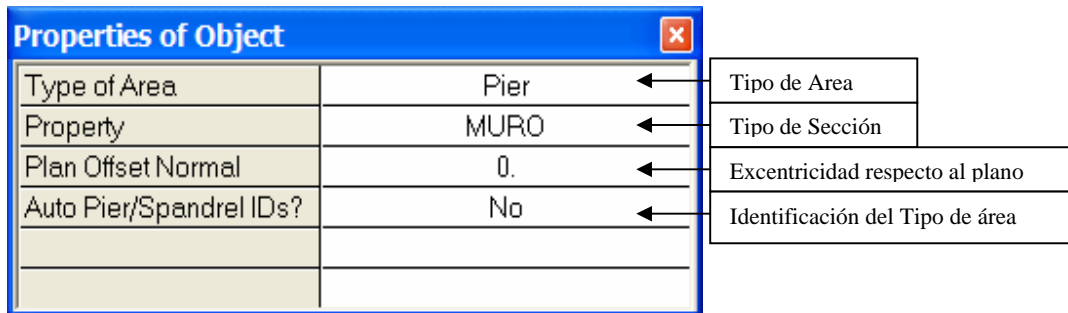 Properties of Object
Type of Area Pier Tipo de Area
Property MURO Tipo de Sección
Plan Offset Normal 0. Excentricidad respecto al plano
Auto Pier/Spandrel IDs? No Identificación del Tipo de área